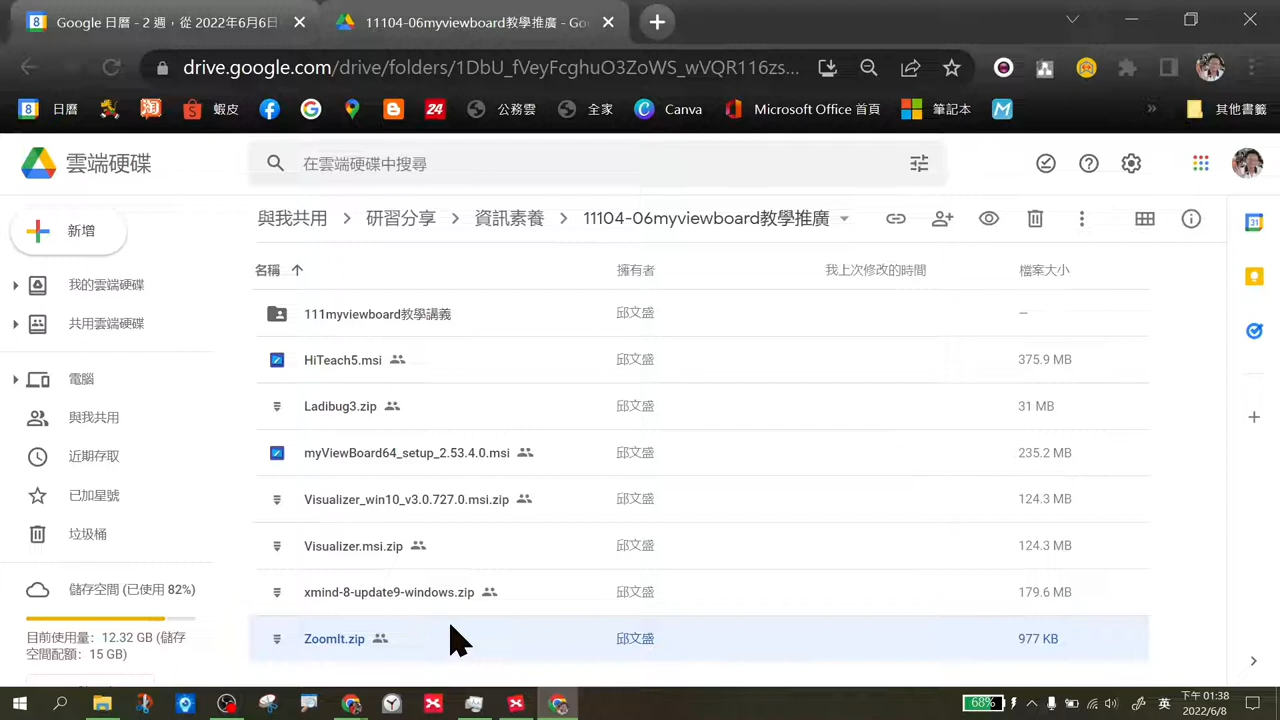 Google 日曆 - 2 週，從 2022年6月6日
11104-06myviewboard教學推廣 - Go
drive.google.com/drive/folders/1DbU_fVeyFcghuO3ZoWS_wVQR116zs...
8 日曆 淘 蝦皮 24 公務雲 全家 Canva Microsoft Office 首頁 筆記本 其他書籤
雲端硬碟
在雲端硬碟中搜尋
新增
與我共用 > 研習分享 > 資訊素養 > 11104-06myviewboard教學推廣
31
名稱 擁有者 我上次修改的時間 檔案大小
我的雲端硬碟
111myviewboard教學講義 邱文盛 –
共用雲端硬碟
HiTeach5.msi 邱文盛 375.9 MB
電腦
Ladibug3.zip 邱文盛 31 MB
與我共用
myViewBoard64_setup_2.53.4.0.msi 邱文盛 235.2 MB
近期存取
Visualizer_win10_v3.0.727.0.msi.zip 邱文盛 124.3 MB
已加星號
Visualizer.msi.zip 邱文盛 124.3 MB
垃圾桶
xmind-8-update9-windows.zip 邱文盛 179.6 MB
儲存空間 (已使用 82%)
ZoomIt.zip 邱文盛 977 KB
目前使用量：12.32 GB (儲存
空間配額：15 GB)
68% 英 下午 01:38
2022/6/8